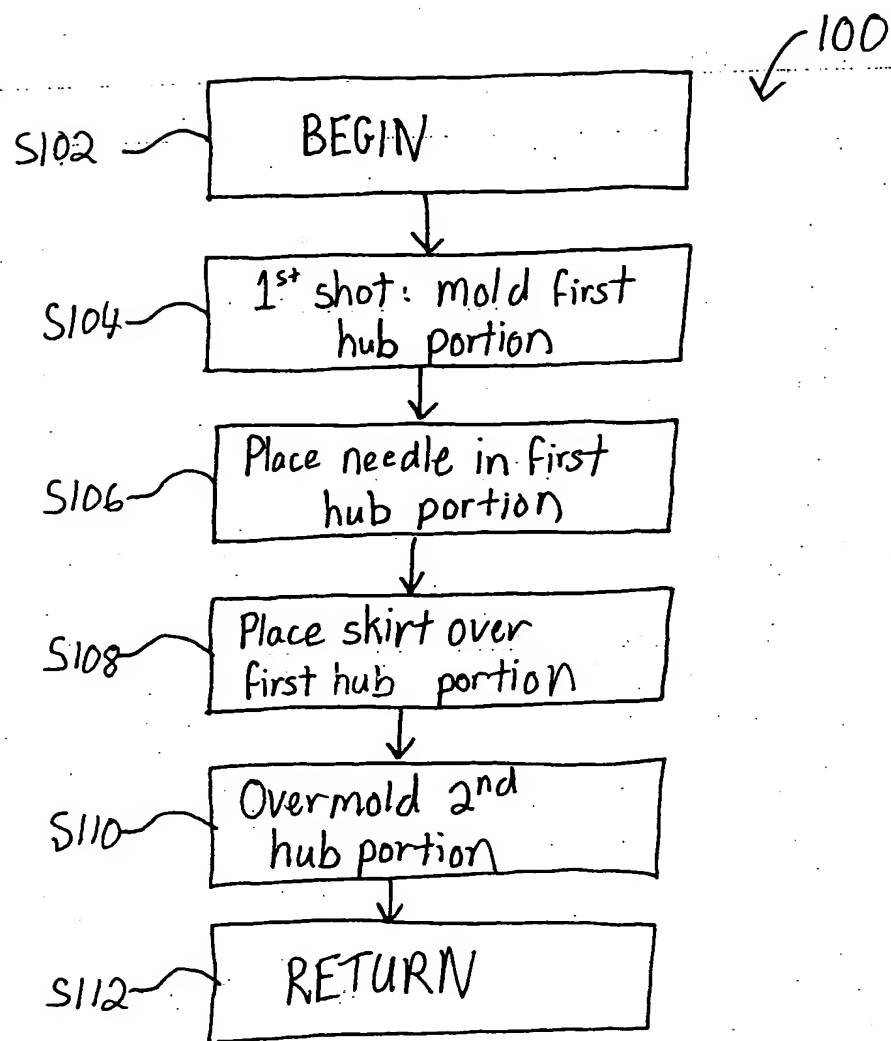 100
S102
BEGIN
S104
1st shot: mold first
hub portion
S106
Place needle in first
hub portion
S108
Place skirt over
first hub portion
S110
Overmold 2nd
hub portion
S112
RETURN